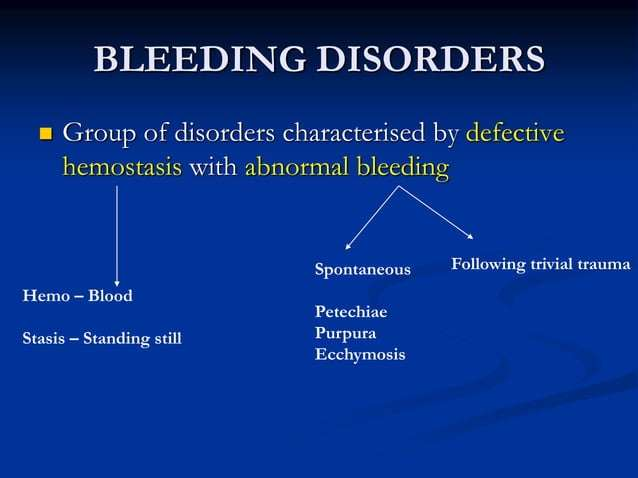 BLEEDING DISORDERS
Group of disorders characterised by defective
hemostasis with abnormal bleeding
Hemo – Blood
Stasis – Standing still
Spontaneous
Petechiae
Purpura
Ecchymosis
Following trivial trauma